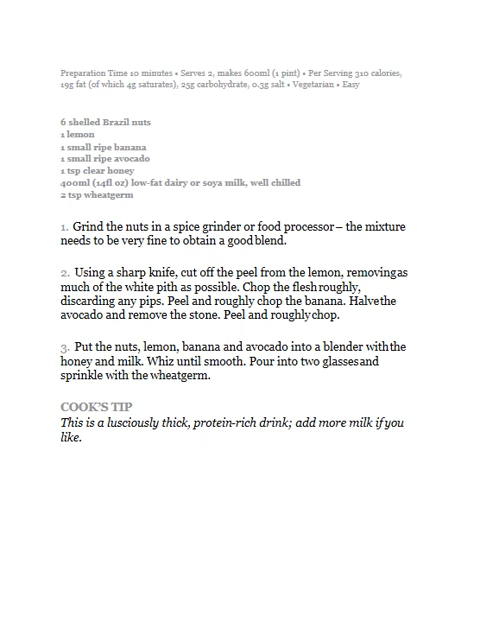 Preparation Time 10 minutes • Serves 2, makes 600ml (1 pint) • Per Serving 310 calories,
19g fat (of which 4g saturates), 25g carbohydrate, 0.3g salt • Vegetarian • Easy
6 shelled Brazil nuts
1 lemon
1 small ripe banana
1 small ripe avocado
1 tsp clear honey
400ml (14fl oz) low-fat dairy or soya milk, well chilled
2 tsp wheatgerm
1. Grind the nuts in a spice grinder or food processor – the mixture
needs to be very fine to obtain a good blend.
2. Using a sharp knife, cut off the peel from the lemon, removing as
much of the white pith as possible. Chop the flesh roughly,
discarding any pips. Peel and roughly chop the banana. Halve the
avocado and remove the stone. Peel and roughly chop.
3. Put the nuts, lemon, banana and avocado into a blender with the
honey and milk. Whiz until smooth. Pour into two glasses and
sprinkle with the wheatgerm.
COOK'S TIP
This is a lusciously thick, protein-rich drink; add more milk if you
like.